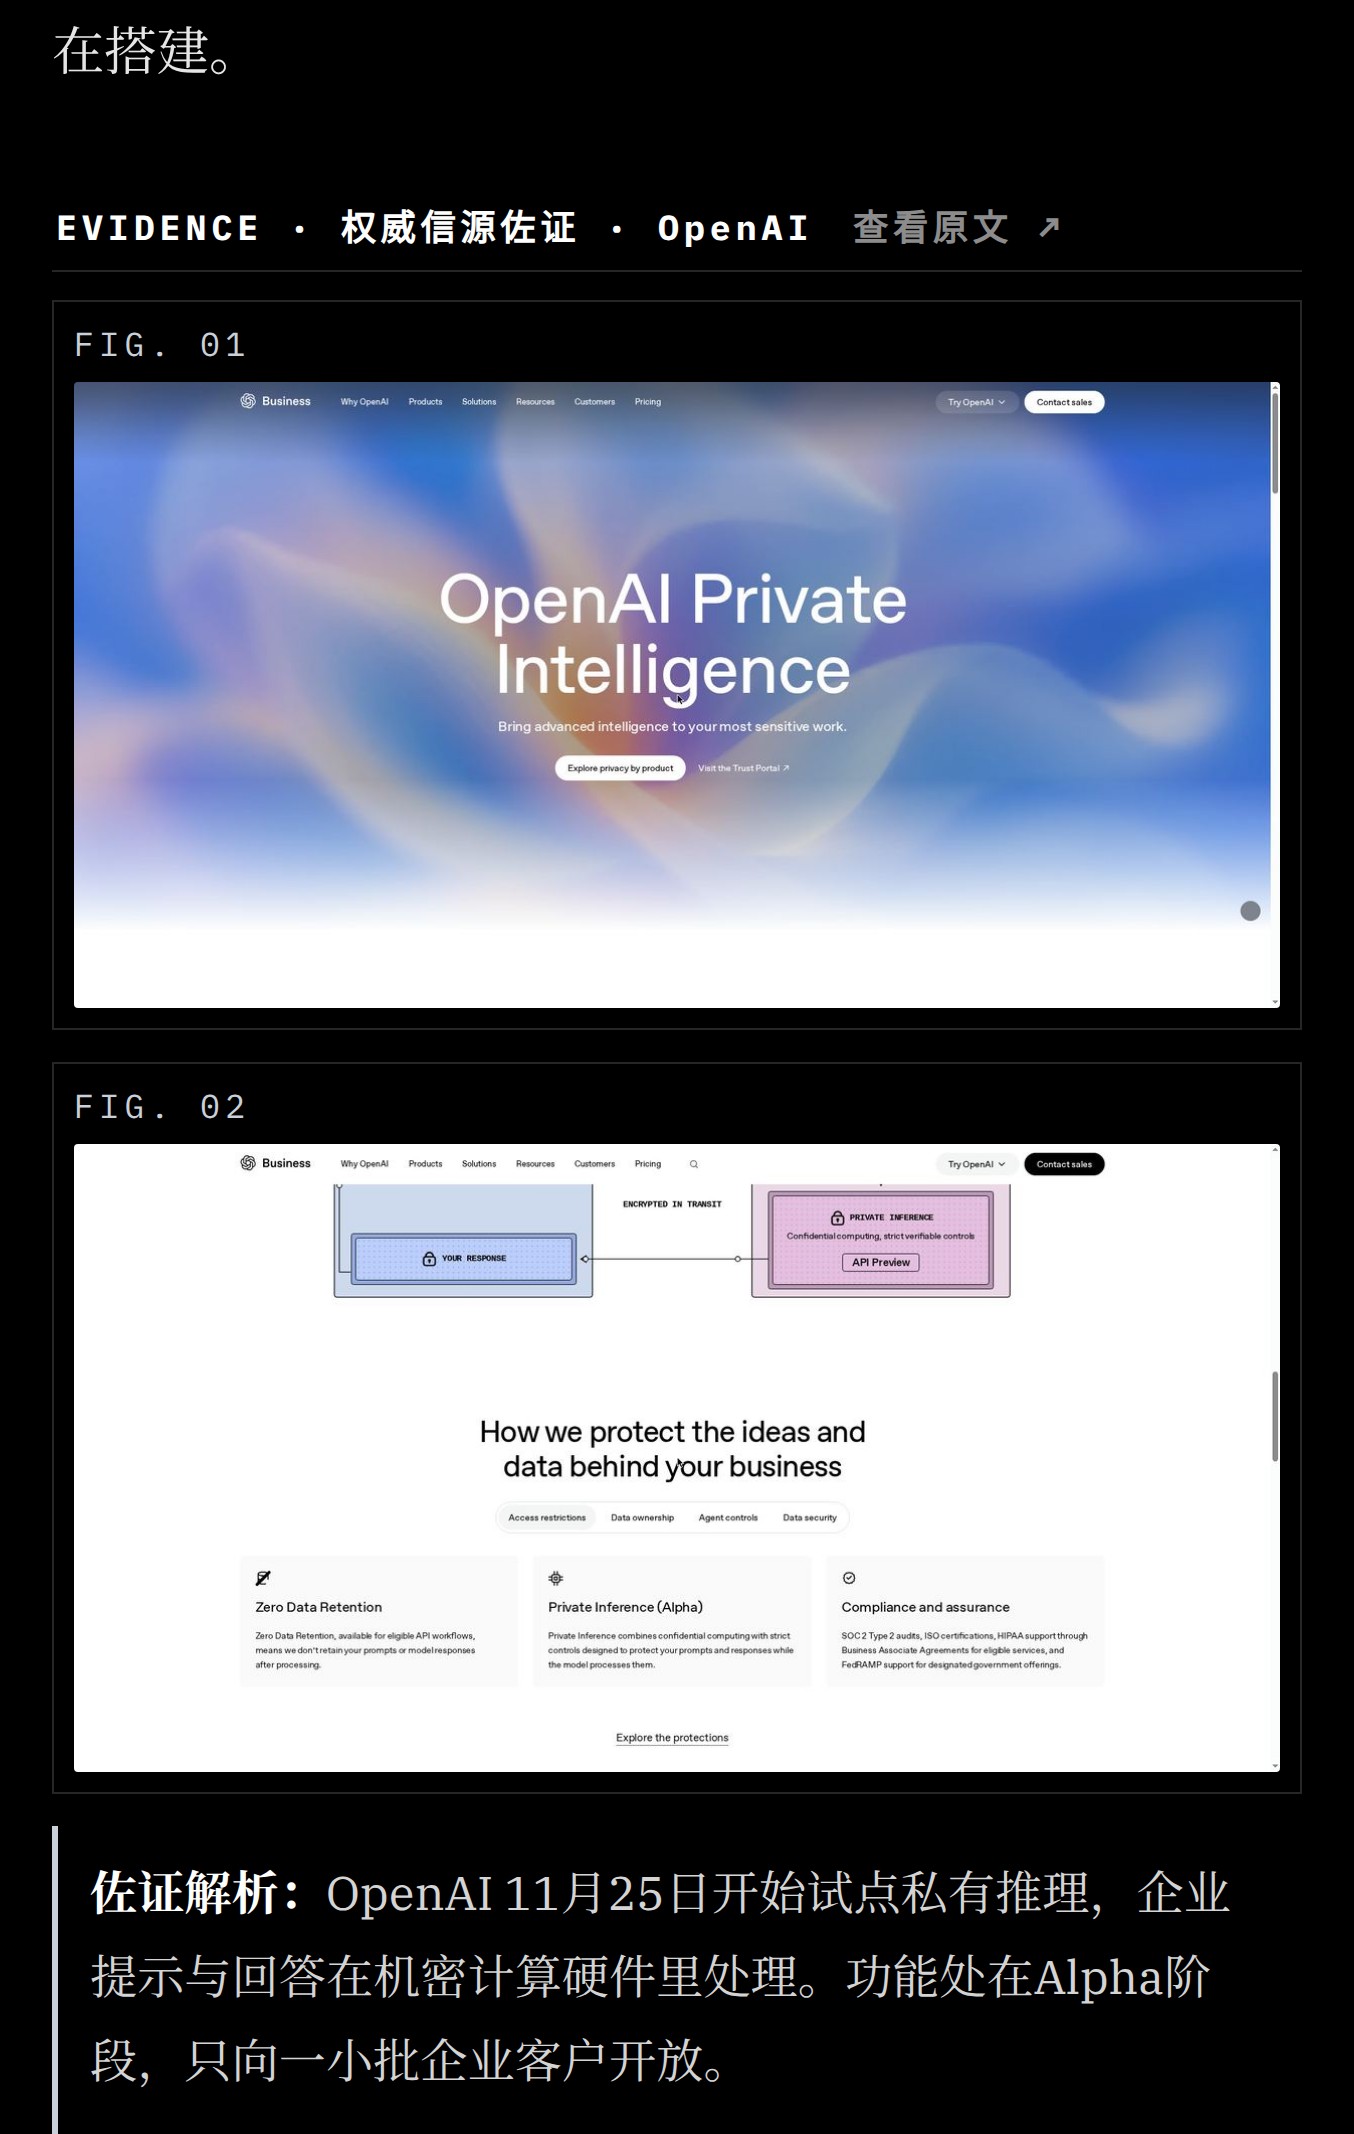 在搭建。
EVIDENCE · 权威信源佐证 · OpenAI 查看原文 ↗
FIG. 01
Business Why OpenAI Products Solutions Resources Customers Pricing Try OpenAI Contact sales
OpenAI Private
Intelligence
Bring advanced intelligence to your most sensitive work.
Explore privacy by product Visit the Trust Portal ↗
FIG. 02
Business Why OpenAI Products Solutions Resources Customers Pricing Try OpenAI Contact sales
ENCRYPTED IN TRANSIT
PRIVATE INFERENCE
Confidential computing, strict verifiable controls
YOUR RESPONSE
API Preview
How we protect the ideas and
data behind your business
Access restrictions Data ownership Agent controls Data security
Zero Data Retention
Zero Data Retention, available for eligible API workflows,
means we don't retain your prompts or model responses
after processing.
Private Inference (Alpha)
Private Inference combines confidential computing with strict
controls designed to protect your prompts and responses while
the model processes them.
Compliance and assurance
SOC 2 Type 2 audits, ISO certifications, HIPAA support through
Business Associate Agreements for eligible services, and
FedRAMP support for designated government offerings.
Explore the protections
佐证解析：OpenAI 11月25日开始试点私有推理，企业
提示与回答在机密计算硬件里处理。功能处在Alpha阶
段，只向一小批企业客户开放。